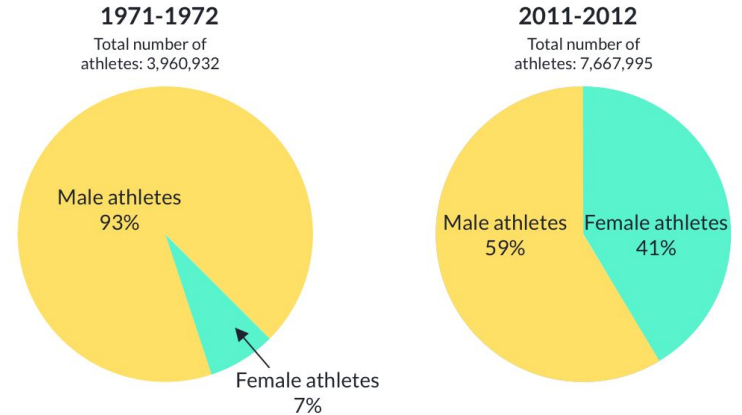 1971-1972
Total number of
athletes: 3,960,932
Male athletes
93%
Female athletes
7%
2011-2012
Total number of
athletes: 7,667,995
Male athletes
59%
Female athletes
41%